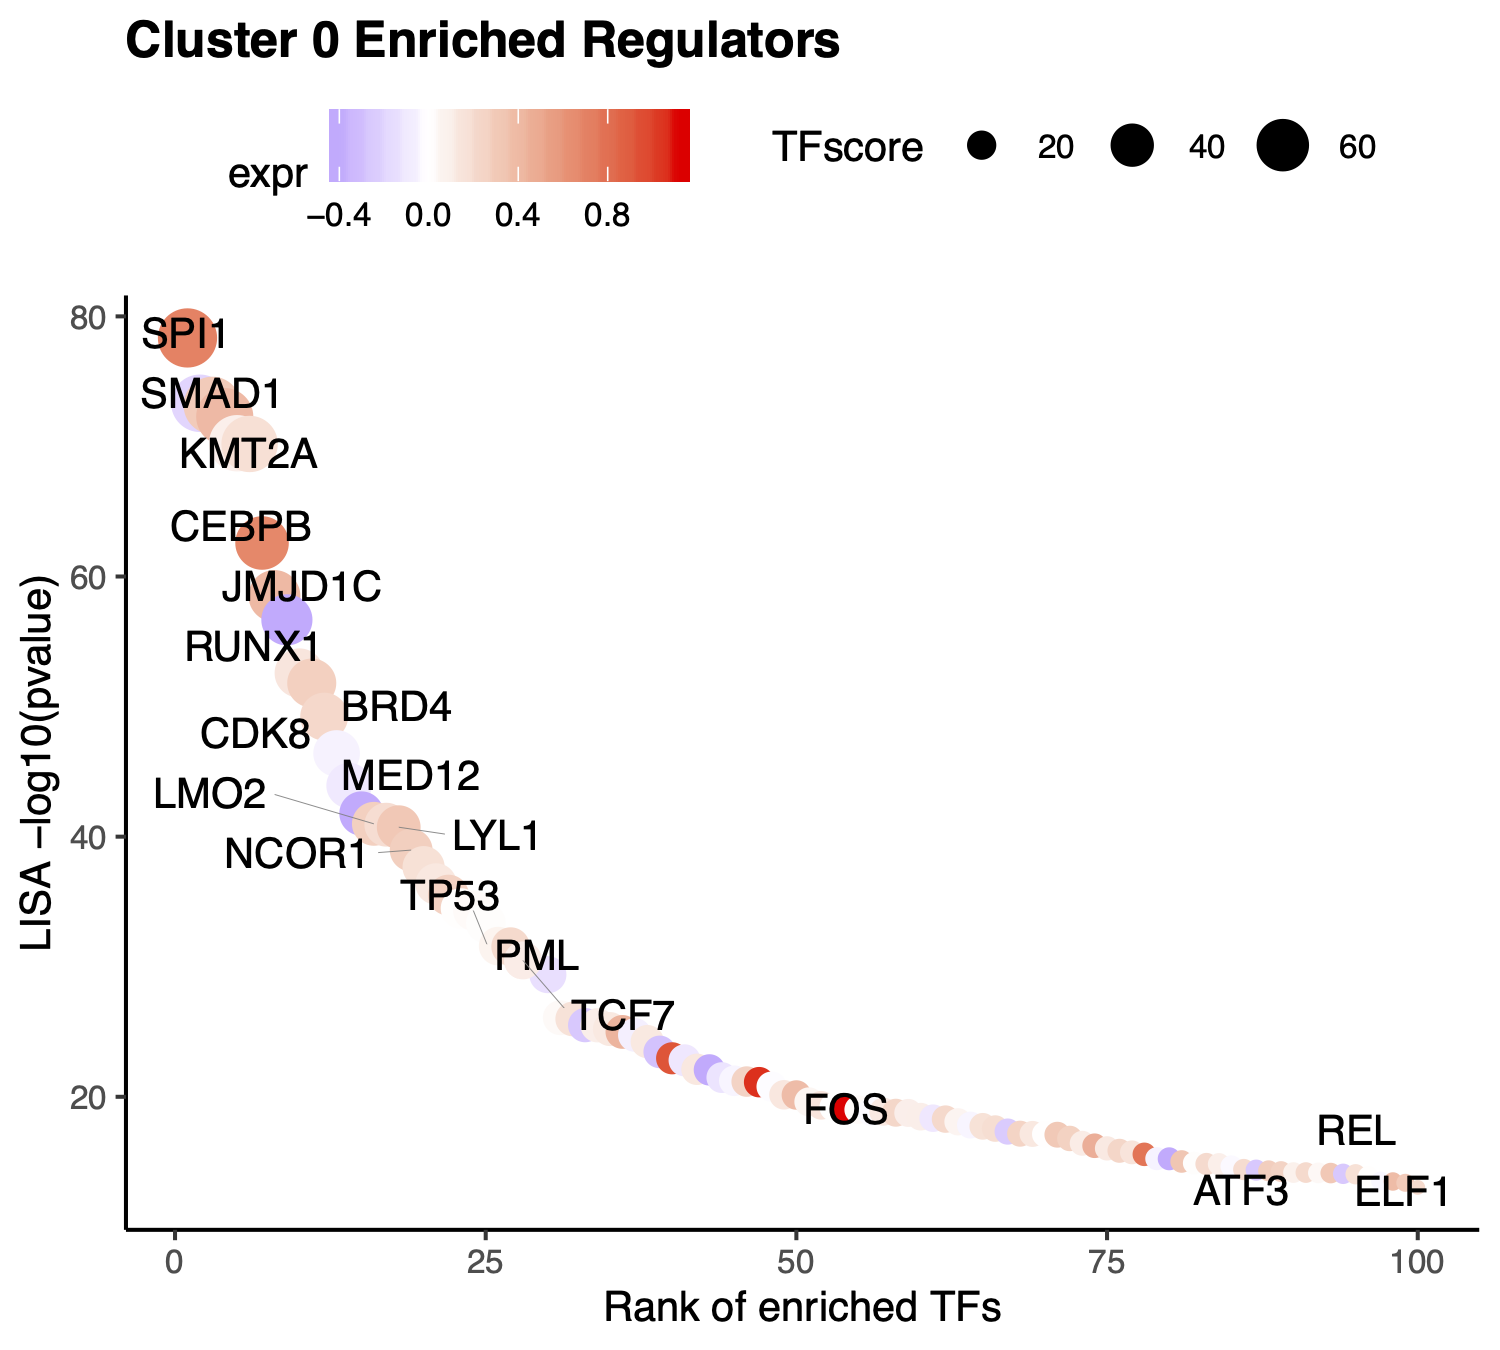 Cluster 0 Enriched Regulators
expr
−0.4 0.0 0.4 0.8
TFscore 20 40 60
80
60
40
20
LISA −log10(pvalue)
SPI1
SMAD1
KMT2A
CEBPB
JMJD1C
RUNX1
BRD4
CDK8
MED12
LMO2
LYL1
NCOR1
TP53
PML
TCF7
FOS
REL
ATF3
ELF1
0 25 50 75 100
Rank of enriched TFs